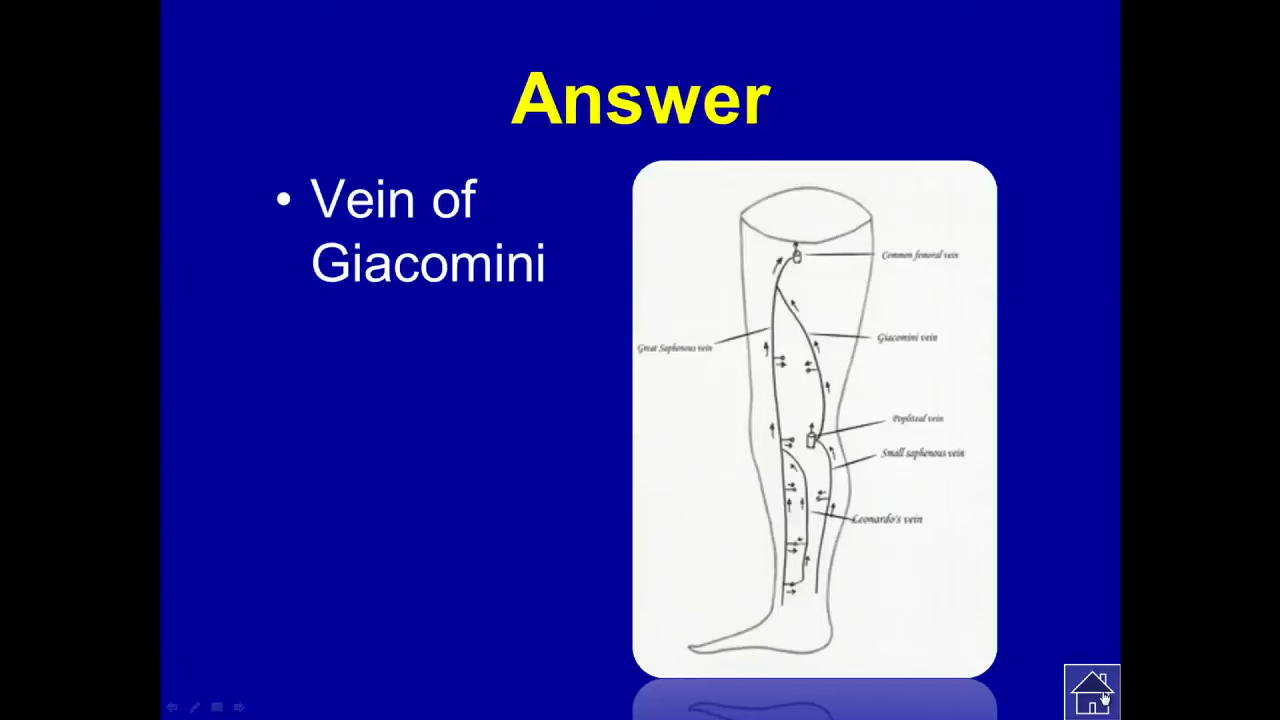 Answer
• Vein of
Giacomini
Common femoral vein
Giacomini vein
Great Saphenous vein
Popliteal vein
Small saphenous vein
Leonardo's vein